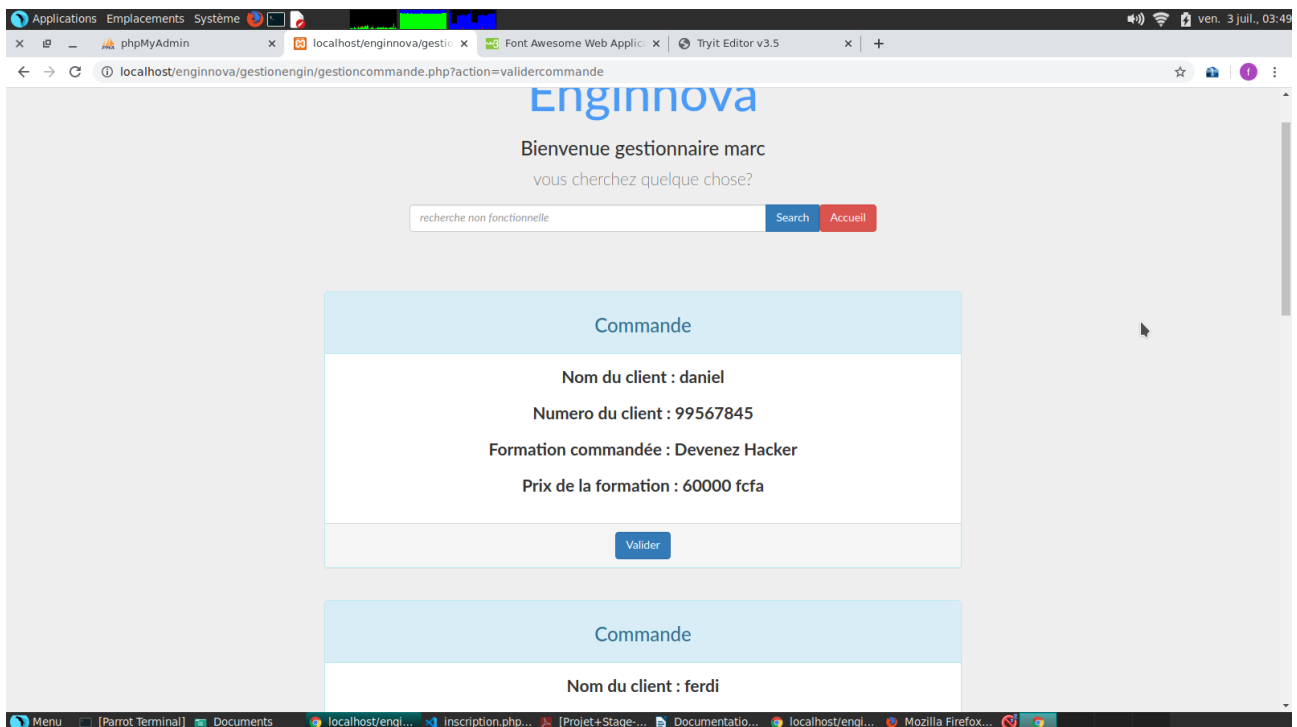 Applications Emplacements Système ven. 3 juil., 03:49
phpMyAdmin localhost/enginnova/gestio Font Awesome Web Applica Tryit Editor v3.5
localhost/enginnova/gestionengin/gestioncommande.php?action=validercommande
Enginnova
Bienvenue gestionnaire marc
vous cherchez quelque chose?
recherche non fonctionnelle Search Accueil
Commande
Nom du client : daniel
Numero du client : 99567845
Formation commandée : Devenez Hacker
Prix de la formation : 60000 fcfa
Valider
Commande
Nom du client : ferdi
Menu [Parrot Terminal] Documents localhost/engi... inscription.php... [Projet+Stage-... Documentatio... localhost/engi... Mozilla Firefox...